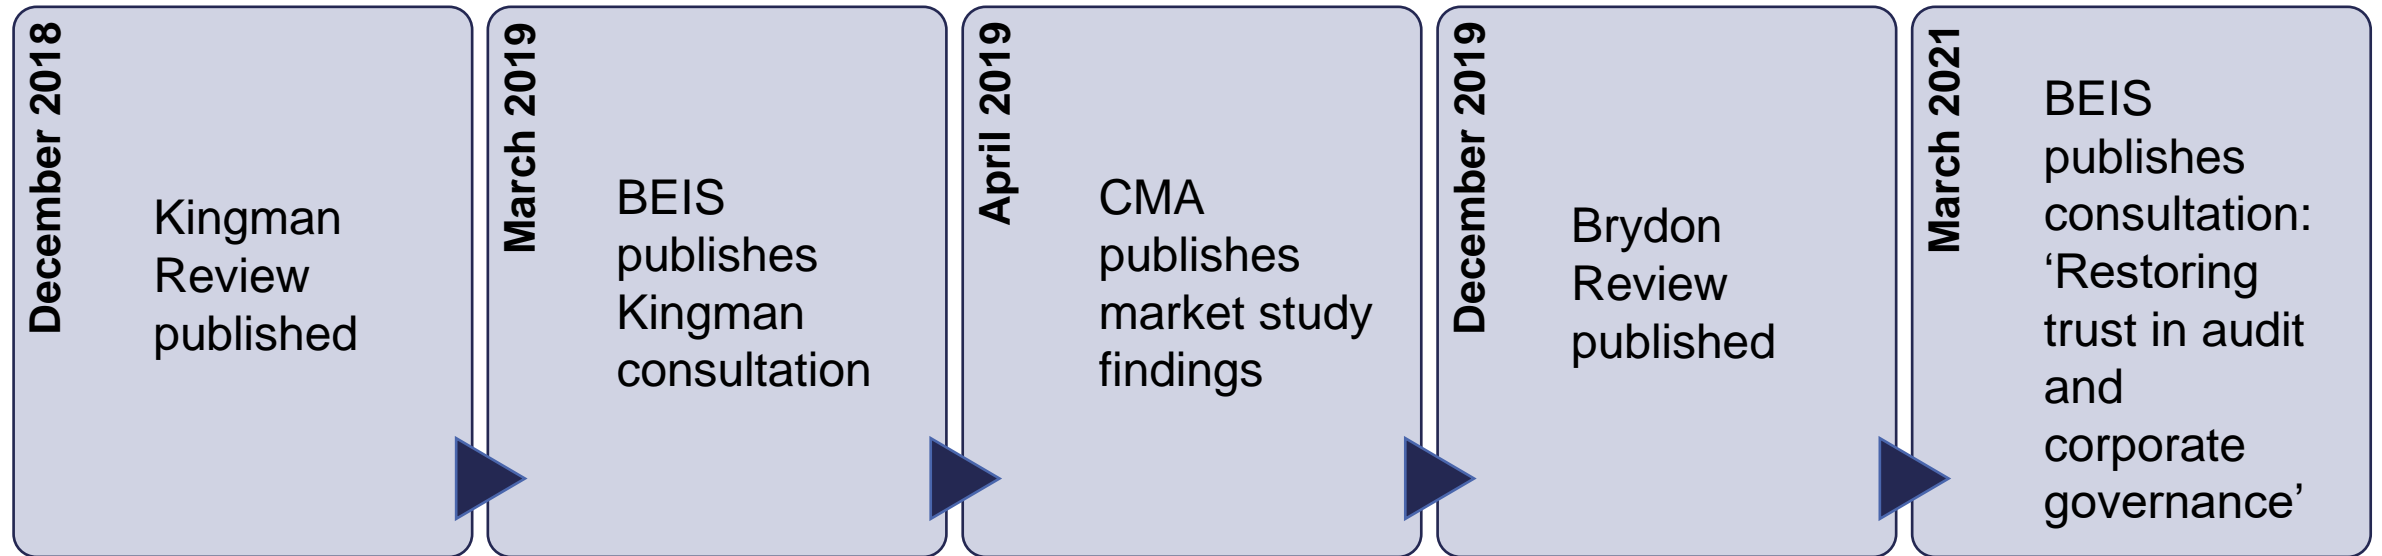 December 2018
Kingman
Review
published
March 2019
BEIS
publishes
Kingman
consultation
April 2019
CMA
publishes
market study
findings
December 2019
Brydon
Review
published
March 2021
BEIS
publishes
consultation:
‘Restoring
trust in audit
and
corporate
governance’